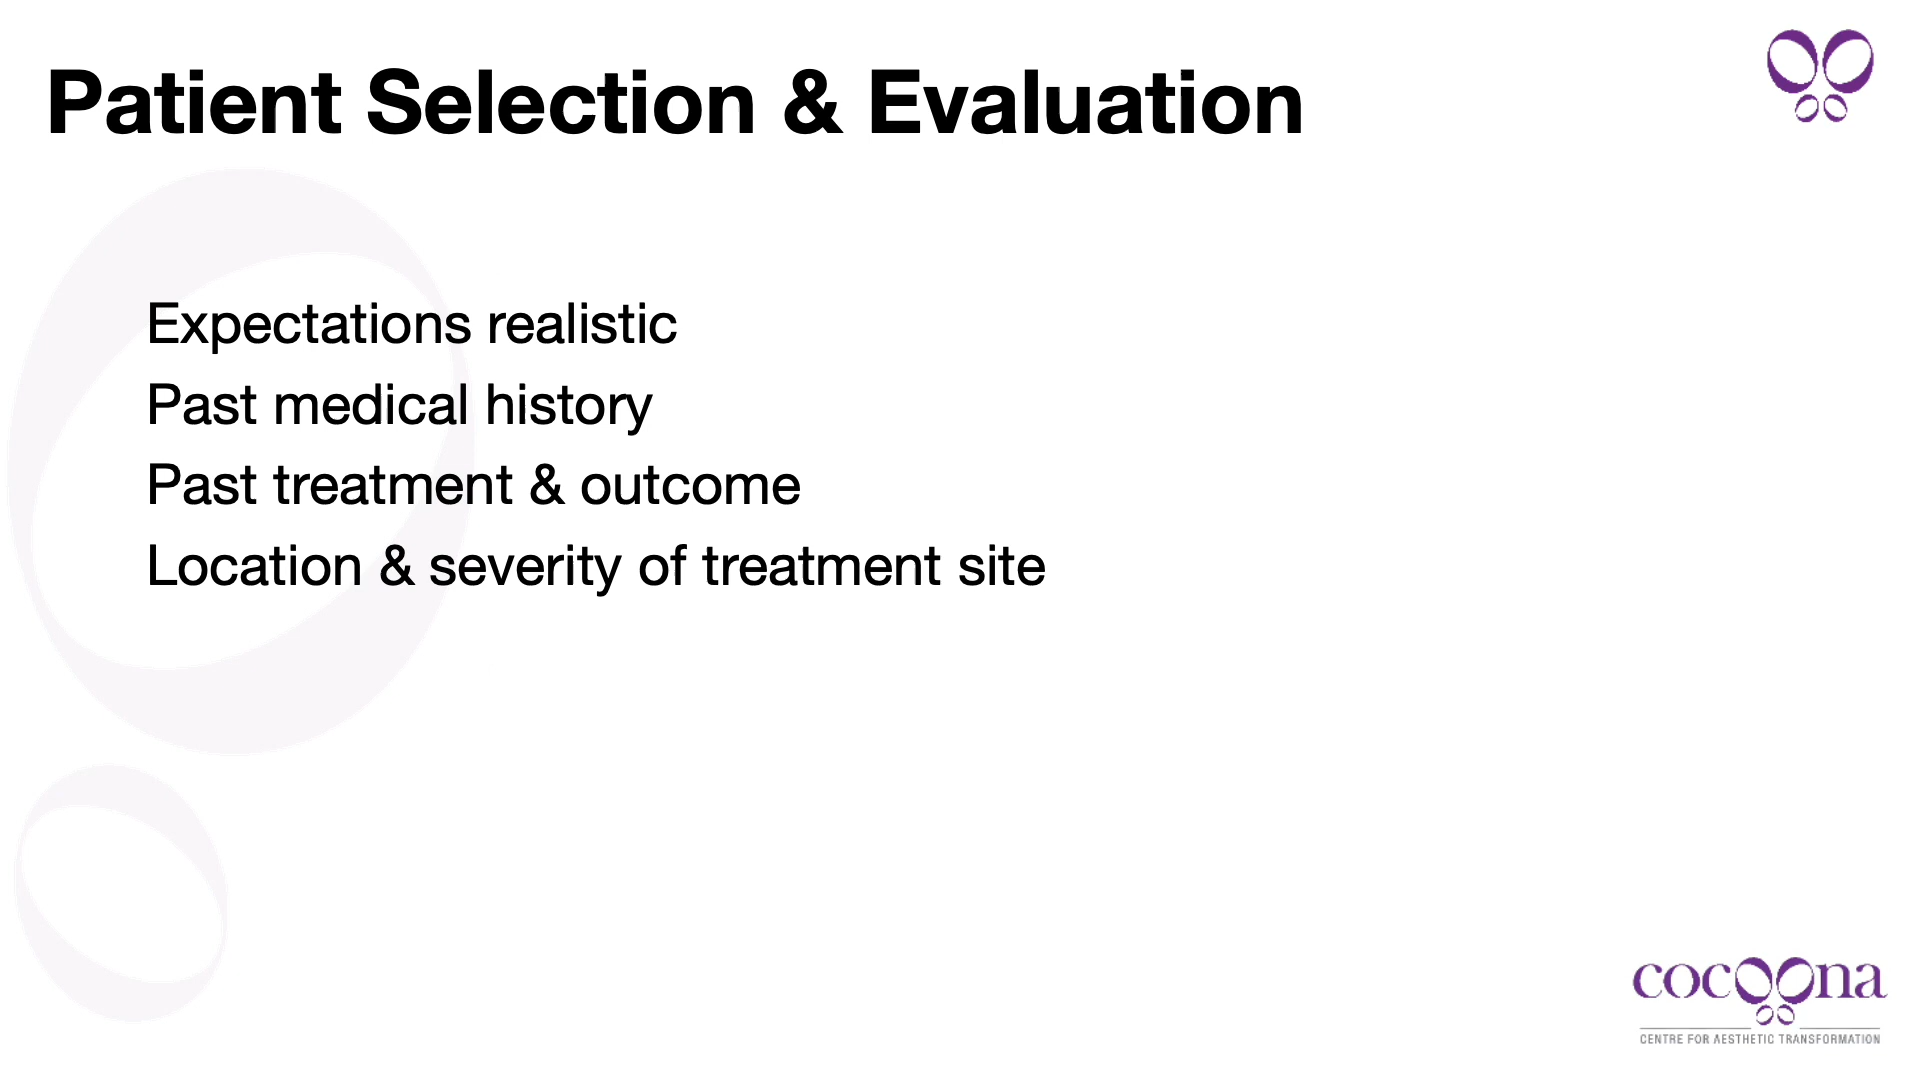 Patient Selection & Evaluation
Expectations realistic
Past medical history
Past treatment & outcome
Location & severity of treatment site
cocoona
CENTRE FOR AESTHETIC TRANSFORMATION